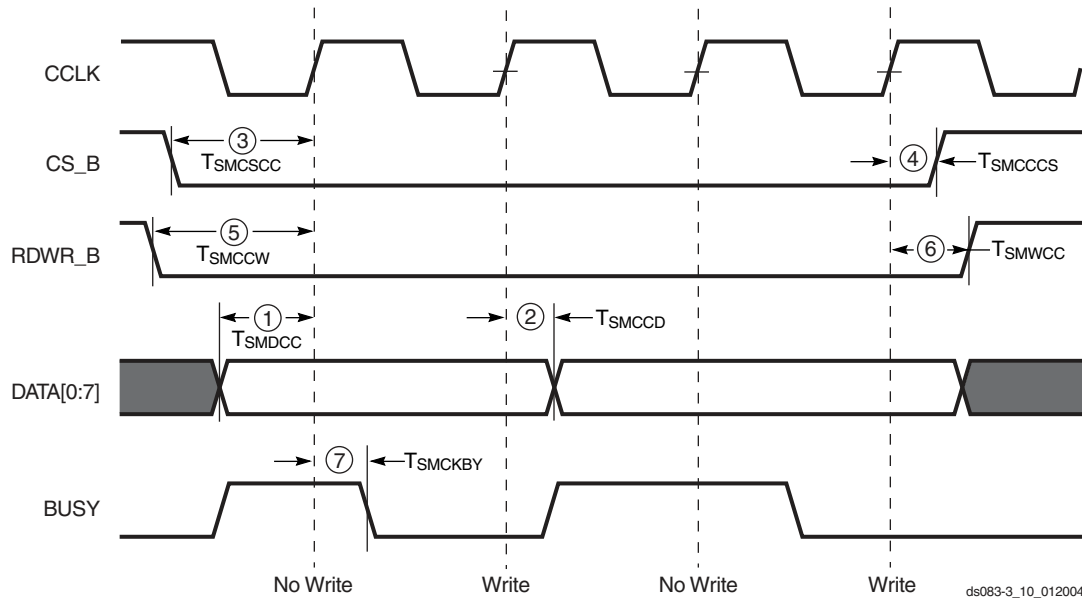 CCLK
CS_B
3
TSMCSCC
4
TSMCCCS
RDWR_B
5
TSMCCW
6
TSMWCC
DATA[0:7]
1
TSMDCC
2
TSMCCD
BUSY
7
TSMCKBY
No Write
Write
No Write
Write
ds083-3_10_012004